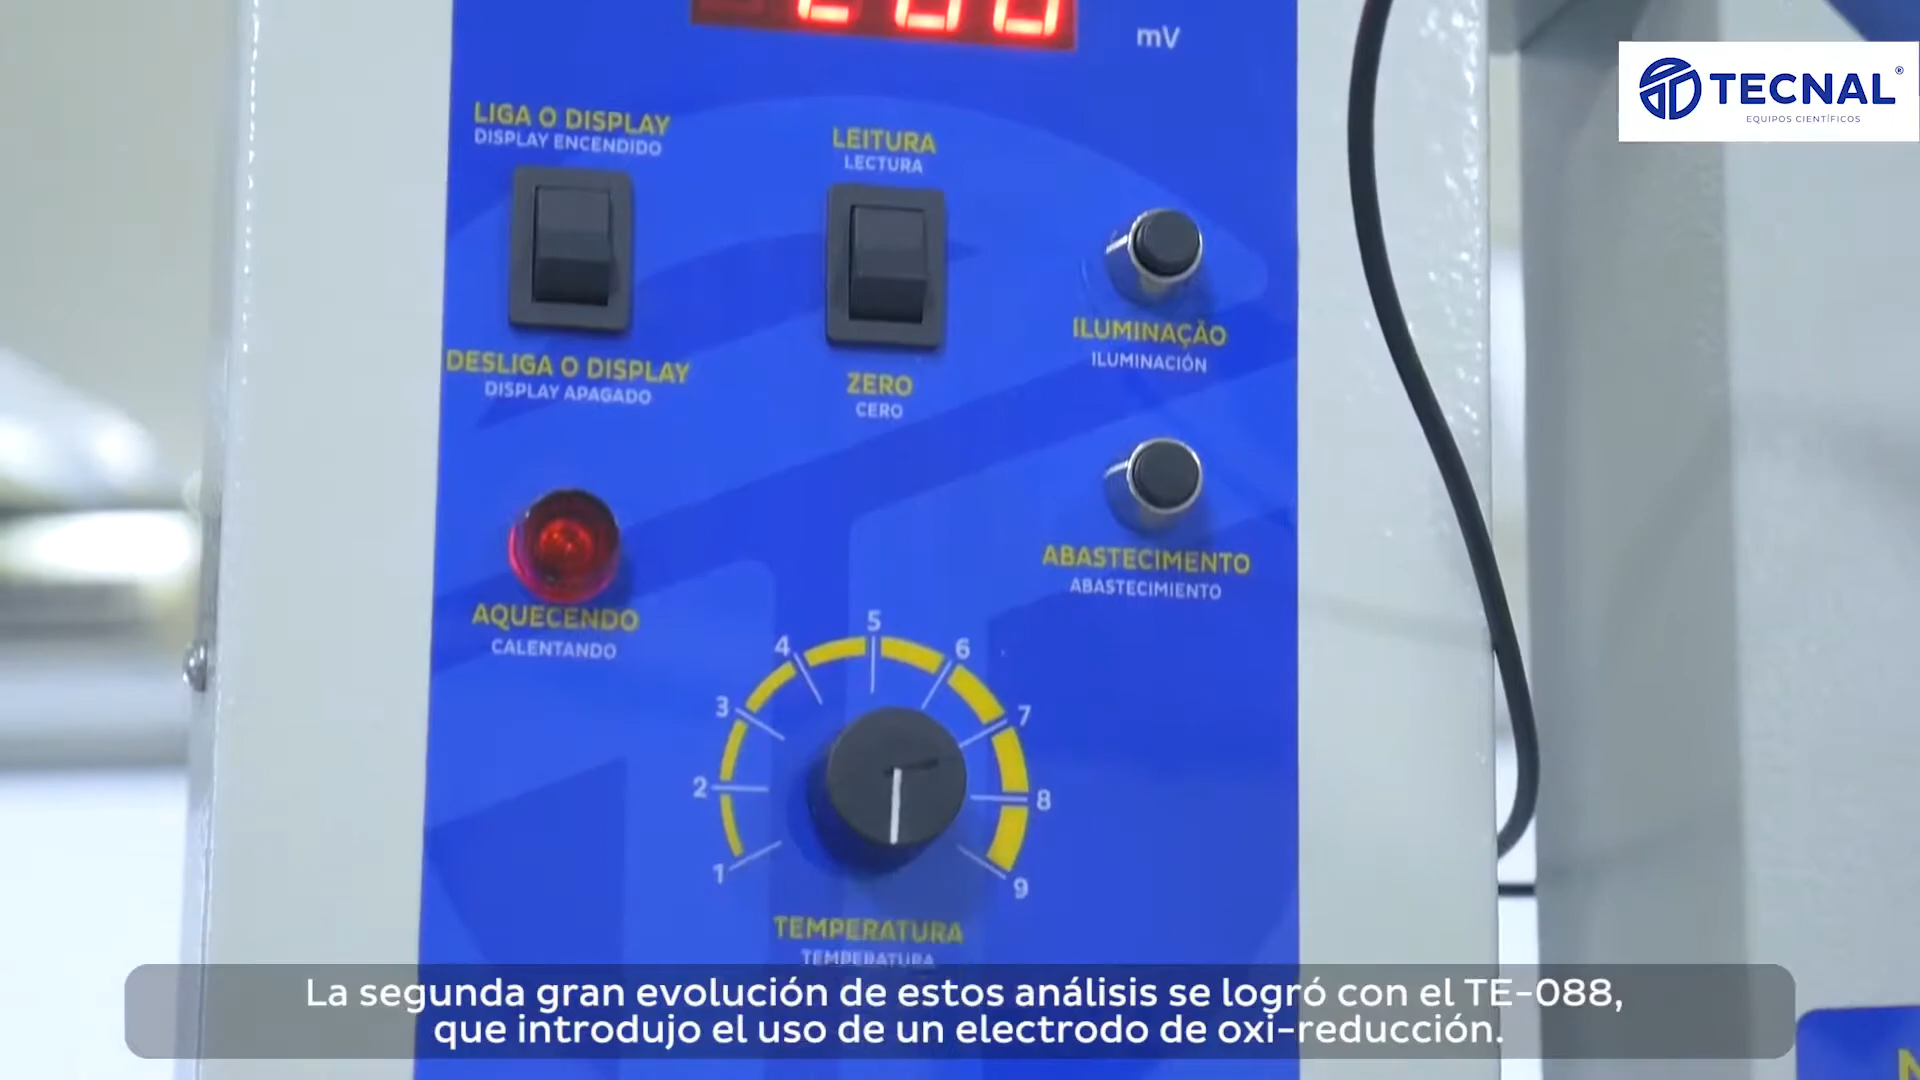 mV
TECNAL®
EQUIPOS CIENTÍFICOS
LIGA O DISPLAY
DISPLAY ENCENDIDO
LEITURA
LECTURA
ILUMINAÇÃO
ILUMINACIÓN
DESLIGA O DISPLAY
DISPLAY APAGADO
ZERO
CERO
ABASTECIMENTO
ABASTECIMIENTO
AQUECENDO
CALENTANDO
1
2
3
4
5
6
7
8
9
TEMPERATURA
TEMPERATURA
La segunda gran evolución de estos análisis se logró con el TE-088,
que introdujo el uso de un electrodo de oxi-reducción.